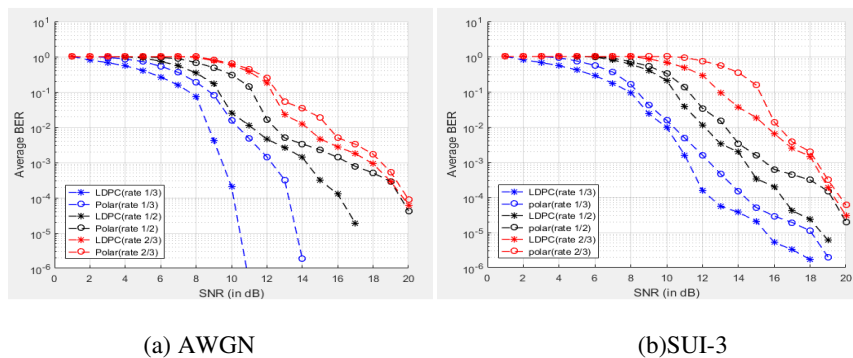 10^1
10^0
10^-1
10^-2
10^-3
10^-4
10^-5
10^-6
Average BER
0 2 4 6 8 10 12 14 16 18 20
SNR (in dB)
LDPC(rate 1/3)
Polar(rate 1/3)
LDPC(rate 1/2)
Polar(rate 1/2)
LDPC(rate 2/3)
Polar(rate 2/3)
(a) AWGN
10^1
10^0
10^-1
10^-2
10^-3
10^-4
10^-5
10^-6
Average BER
0 2 4 6 8 10 12 14 16 18 20
SNR (in dB)
LDPC(rate 1/3)
polar(rate 1/3)
LDPC(rate 1/2)
polar(rate 1/2)
LDPC(rate 2/3)
polar(rate 2/3)
(b)SUI-3